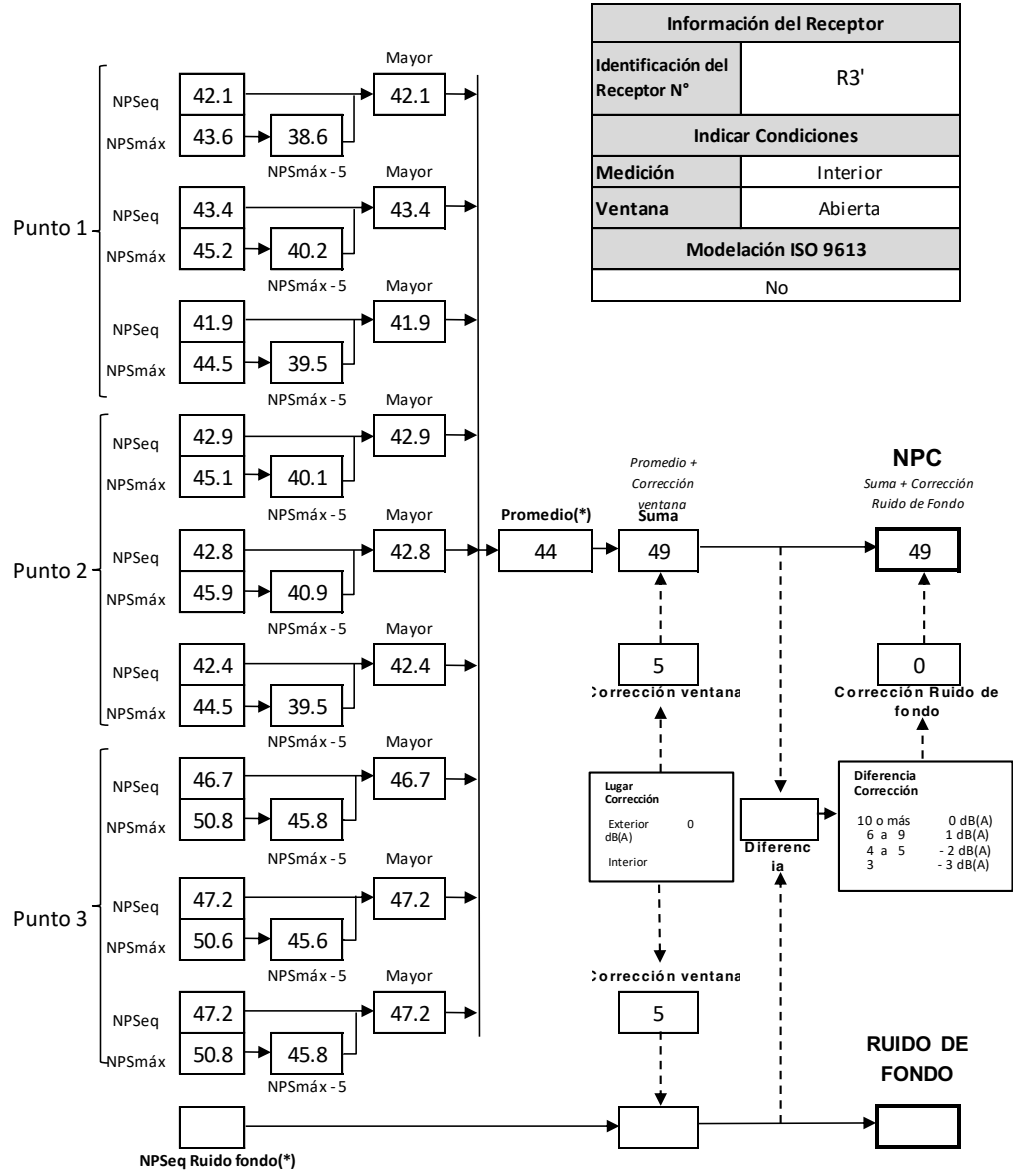 Información del Receptor
Identificación del
Receptor N°
R3'
Indicar Condiciones
Medición Interior
Ventana Abierta
Modelación ISO 9613
No
Punto 1
Mayor
NPSeq 42.1 42.1
NPSmáx 43.6 38.6
NPSmáx - 5 Mayor
NPSeq 43.4 43.4
NPSmáx 45.2 40.2
NPSmáx - 5 Mayor
NPSeq 41.9 41.9
NPSmáx 44.5 39.5
NPSmáx - 5 Mayor
Punto 2
NPSeq 42.9 42.9
NPSmáx 45.1 40.1
NPSmáx - 5 Mayor
NPSeq 42.8 42.8
NPSmáx 45.9 40.9
NPSmáx - 5 Mayor
NPSeq 42.4 42.4
NPSmáx 44.5 39.5
NPSmáx - 5 Mayor
Punto 3
NPSeq 46.7 46.7
NPSmáx 50.8 45.8
NPSmáx - 5 Mayor
NPSeq 47.2 47.2
NPSmáx 50.6 45.6
NPSmáx - 5 Mayor
NPSeq 47.2 47.2
NPSmáx 50.8 45.8
NPSmáx - 5
NPSeq Ruido fondo(*)
Promedio(*)
44
Promedio +
Corrección
ventana
Suma
49
5
Corrección ventana
Lugar
Corrección
Exterior 0
dB(A)
Interior
Corrección ventana
5
NPC
Suma + Corrección
Ruido de Fondo
49
0
Corrección Ruido de
fondo
Diferenc
ia
Diferencia
Corrección
10 o más 0 dB(A)
6 a 9 1 dB(A)
4 a 5 - 2 dB(A)
3 - 3 dB(A)
RUIDO DE
FONDO